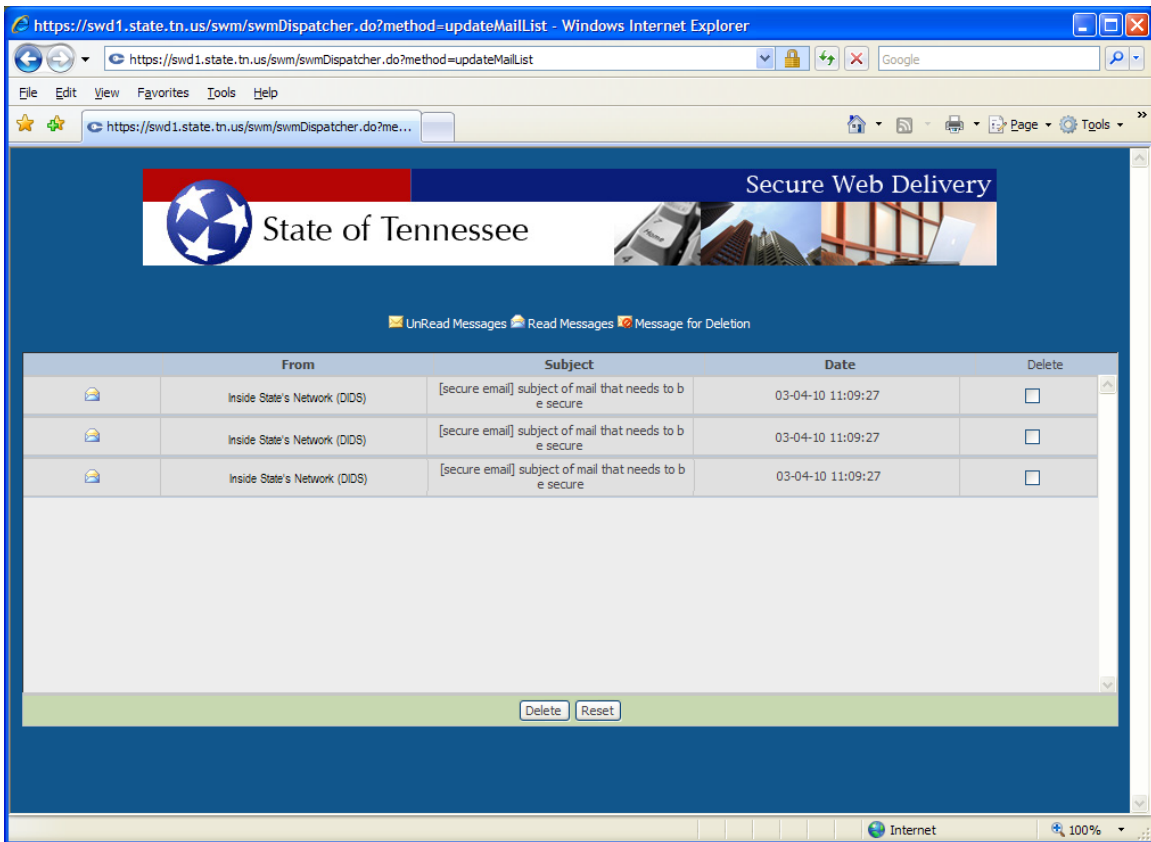 https://swd1.state.tn.us/swm/swmDispatcher.do?method=updateMailList - Windows Internet Explorer
https://swd1.state.tn.us/swm/swmDispatcher.do?method=updateMailList Google
File Edit View Favorites Tools Help
https://swd1.state.tn.us/swm/swmDispatcher.do?me... Page Tools »
Secure Web Delivery
State of Tennessee
Home
UnRead Messages Read Messages Message for Deletion
From Subject Date Delete
Inside State's Network (DIDS) [secure email] subject of mail that needs to b 03-04-10 11:09:27
e secure
Inside State's Network (DIDS) [secure email] subject of mail that needs to b 03-04-10 11:09:27
e secure
Inside State's Network (DIDS) [secure email] subject of mail that needs to b 03-04-10 11:09:27
e secure
Delete Reset
Internet 100%